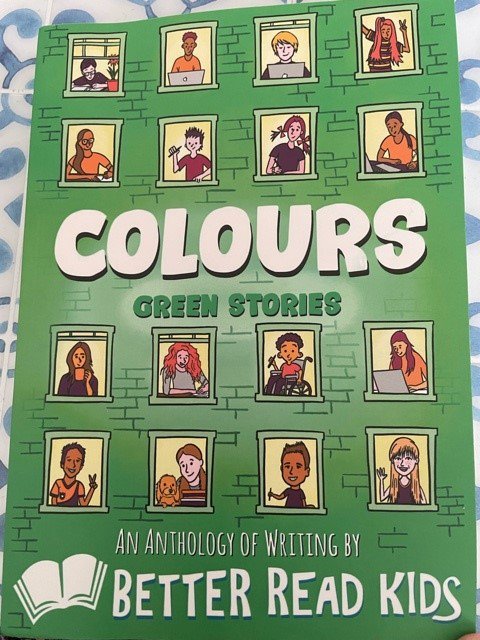 COLOURS
GREEN STORIES
AN ANTHOLOGY OF WRITING BY
BETTER READ KIDS